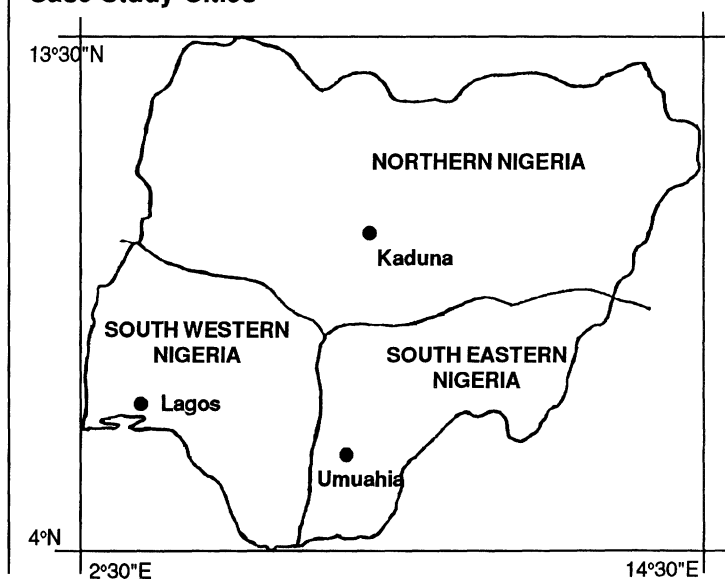 Case Study Cities
13°30"N
NORTHERN NIGERIA
Kaduna
SOUTH WESTERN
NIGERIA
SOUTH EASTERN
NIGERIA
Lagos
Umuahia
4°N
2°30"E
14°30"E